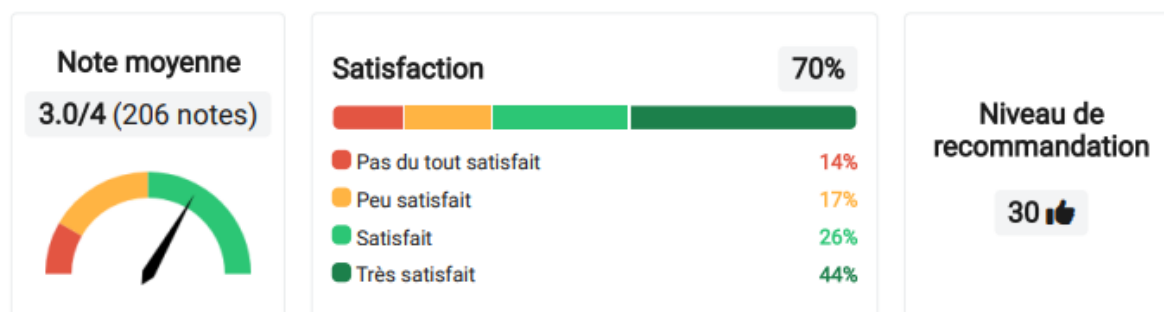 Note moyenne
3.0/4 (206 notes)
Satisfaction
70%
Pas du tout satisfait
14%
Peu satisfait
17%
Satisfait
26%
Très satisfait
44%
Niveau de
recommandation
30